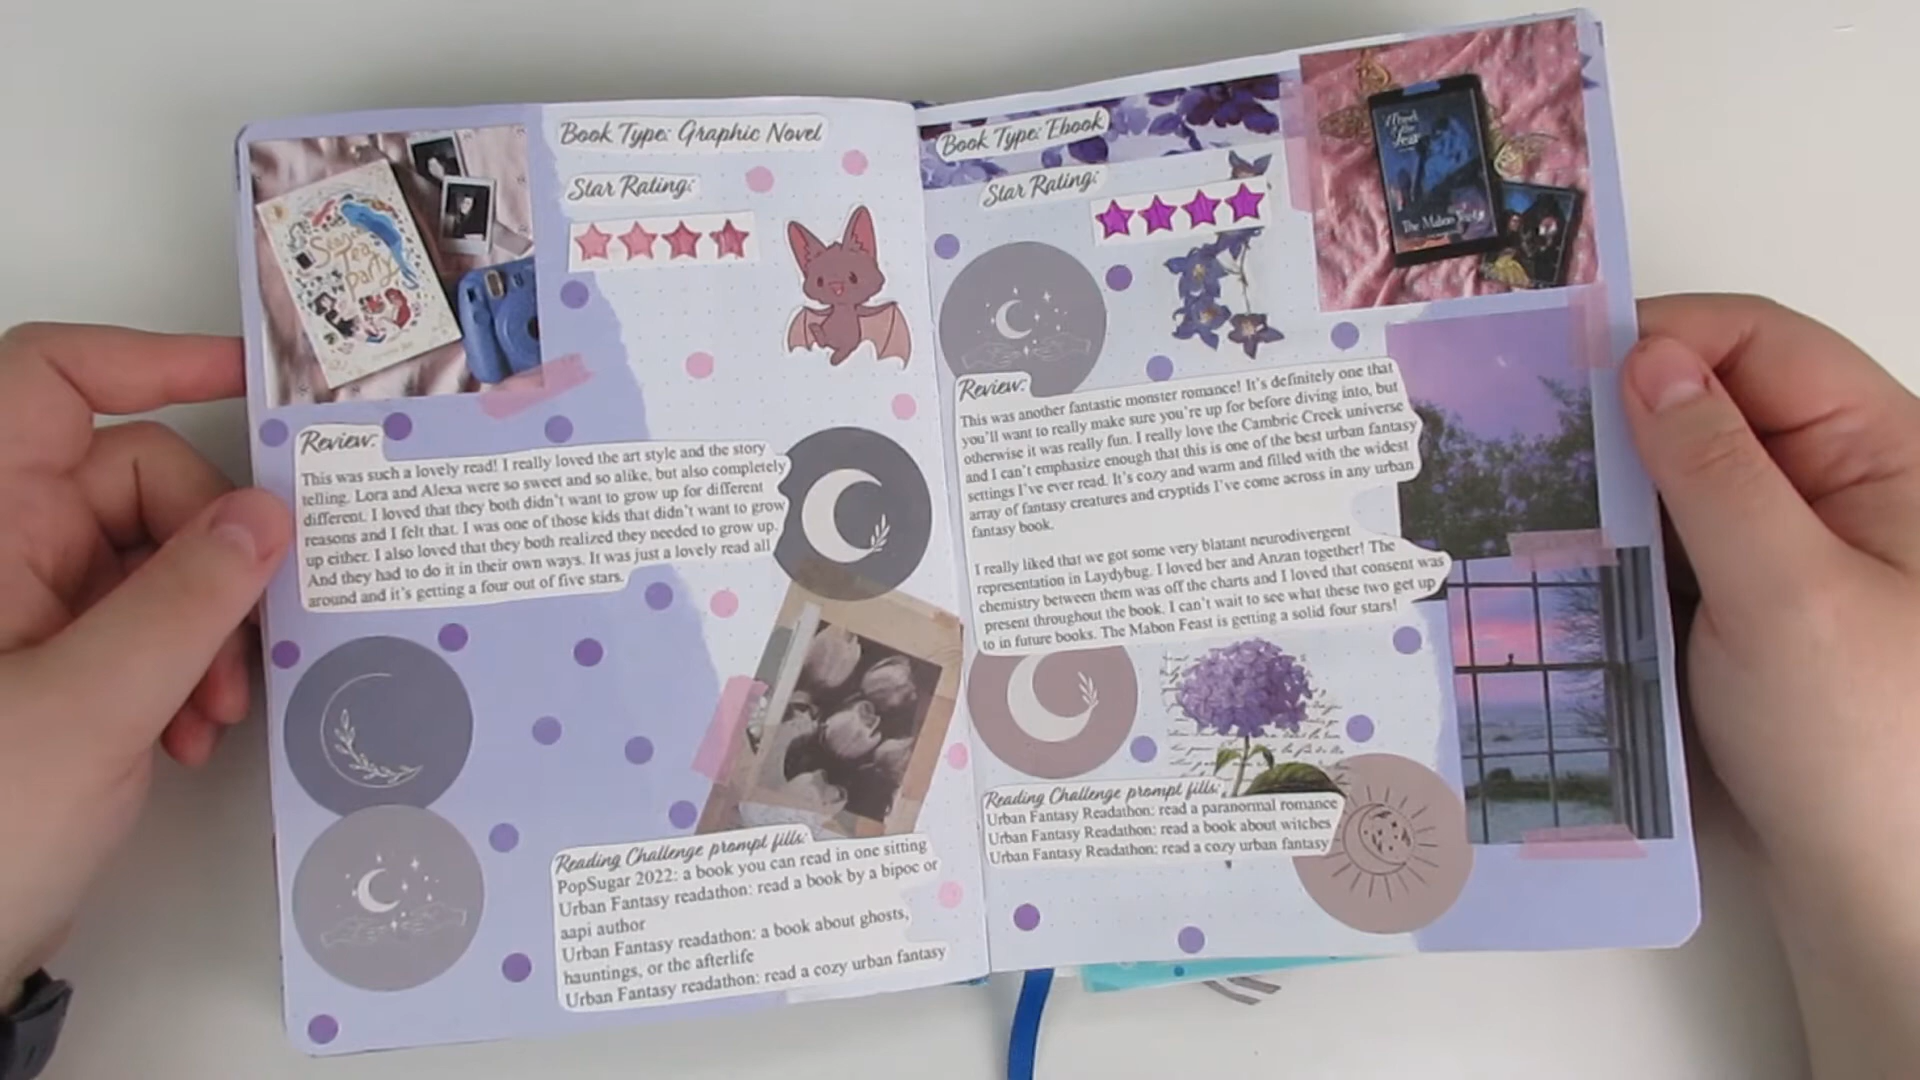 Book Type: Graphic Novel
Star Rating:
Séance
Tea
Party
Review:
This was such a lovely read! I really loved the art style and the story
telling. Lora and Alexa were so sweet and so alike, but also completely
different. I loved that they both didn't want to grow up for different
reasons and I felt that. I was one of those kids that didn't want to grow
up either. I also loved that they both realized they needed to grow up.
And they had to do it in their own ways. It was just a lovely read all
around and it's getting a four out of five stars.
Reading Challenge prompt fills:
PopSugar 2022: a book you can read in one sitting
Urban Fantasy readathon: read a book by a bipoc or
aapi author
Urban Fantasy readathon: a book about ghosts,
hauntings, or the afterlife
Urban Fantasy readathon: read a cozy urban fantasy
Book Type: Ebook
Star Rating:
The Mabon Feast
Review:
This was another fantastic monster romance! It's definitely one that
you'll want to really make sure you're up for before diving into, but
otherwise it was really fun. I really love the Cambric Creek universe
and I can't emphasize enough that this is one of the best urban fantasy
settings I've ever read. It's cozy and warm and filled with the widest
array of fantasy creatures and cryptids I've come across in any urban
fantasy book.
I really liked that we got some very blatant neurodivergent
representation in Laydybug. I loved her and Anzan together! The
chemistry between them was off the charts and I loved that consent was
present throughout the book. I can't wait to see what these two get up
to in future books. The Mabon Feast is getting a solid four stars!
Reading Challenge prompt fills:
Urban Fantasy Readathon: read a paranormal romance
Urban Fantasy Readathon: read a book about witches
Urban Fantasy Readathon: read a cozy urban fantasy